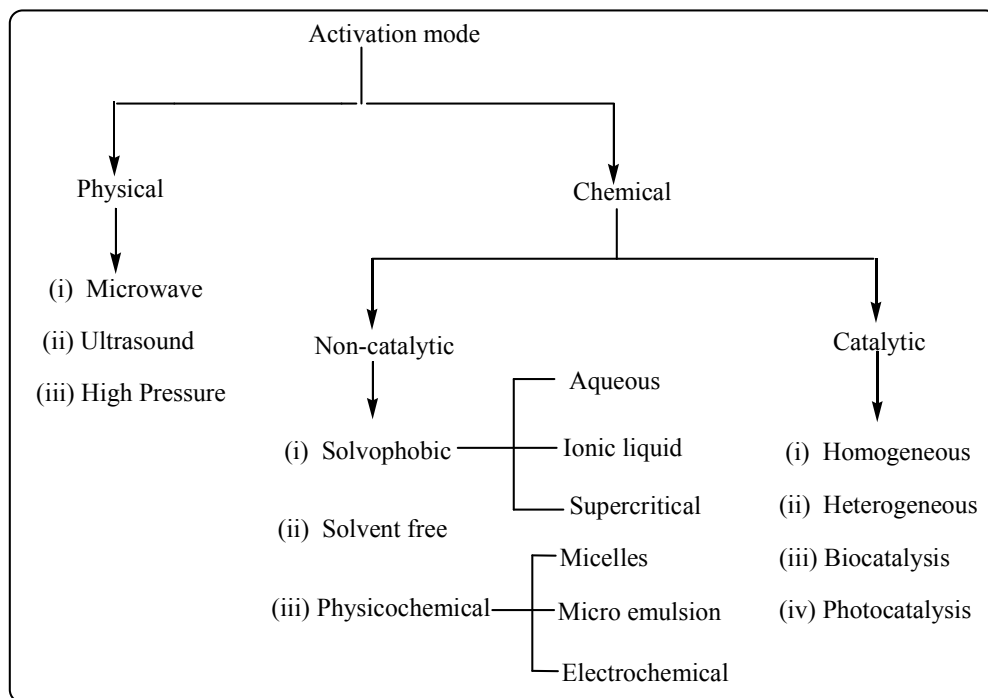 Activation mode
Physical
Chemical
(i) Microwave
(ii) Ultrasound
(iii) High Pressure
Non-catalytic
Catalytic
(i) Solvophobic
Aqueous
Ionic liquid
Supercritical
(ii) Solvent free
(iii) Physicochemical
Micelles
Micro emulsion
Electrochemical
(i) Homogeneous
(ii) Heterogeneous
(iii) Biocatalysis
(iv) Photocatalysis